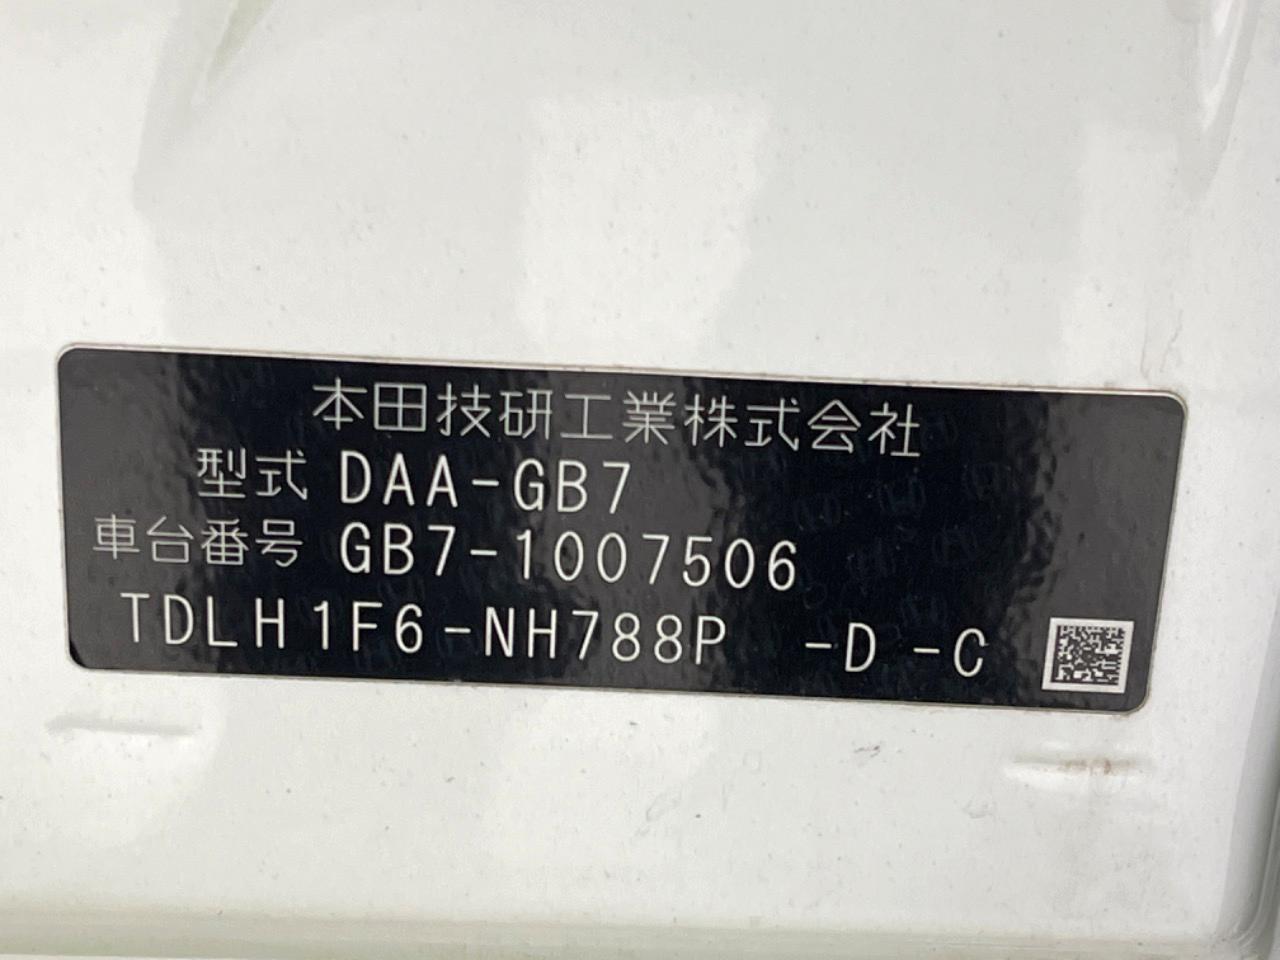 本田技研工業株式会社
型式 DAA-GB7
車台番号 GB7-1007506
TDLH1F6-NH788P -D -C